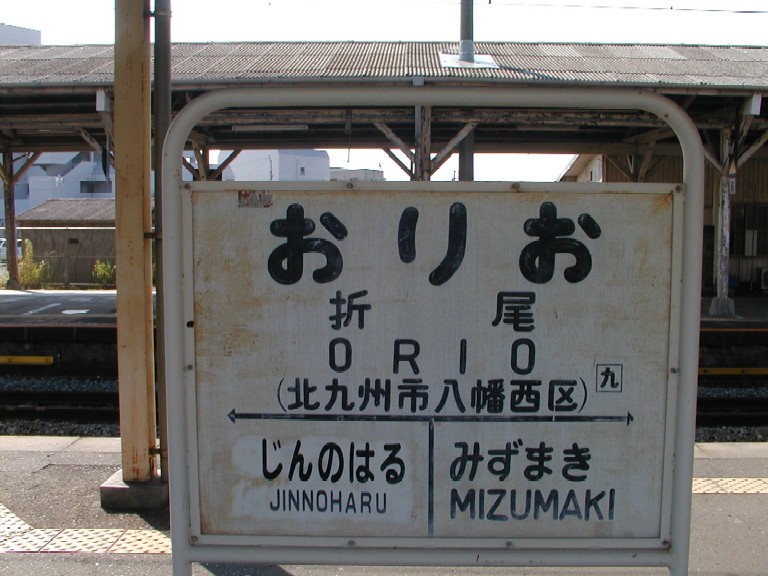 おりお
折尾
ORIO
(北九州市八幡西区)
九
じんのはる
JINNOHARU
みずまき
MIZUMAKI